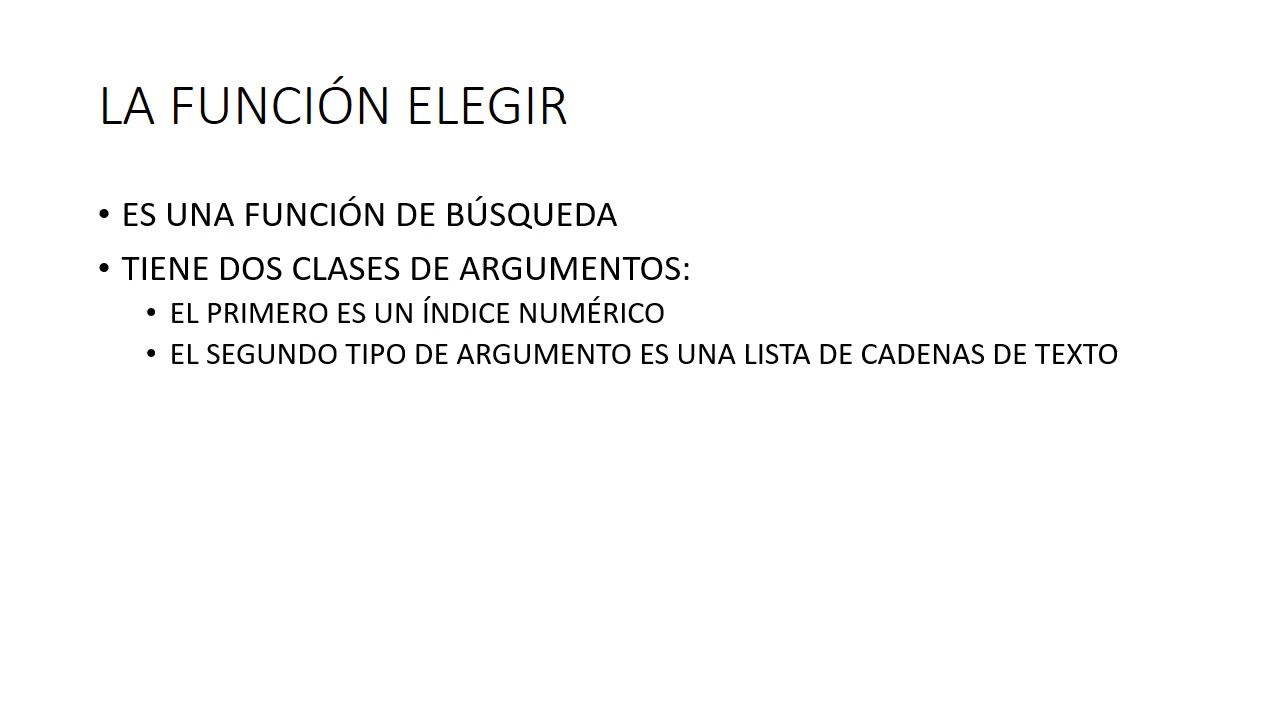 LA FUNCIÓN ELEGIR
• ES UNA FUNCIÓN DE BÚSQUEDA
• TIENE DOS CLASES DE ARGUMENTOS:
• EL PRIMERO ES UN ÍNDICE NUMÉRICO
• EL SEGUNDO TIPO DE ARGUMENTO ES UNA LISTA DE CADENAS DE TEXTO